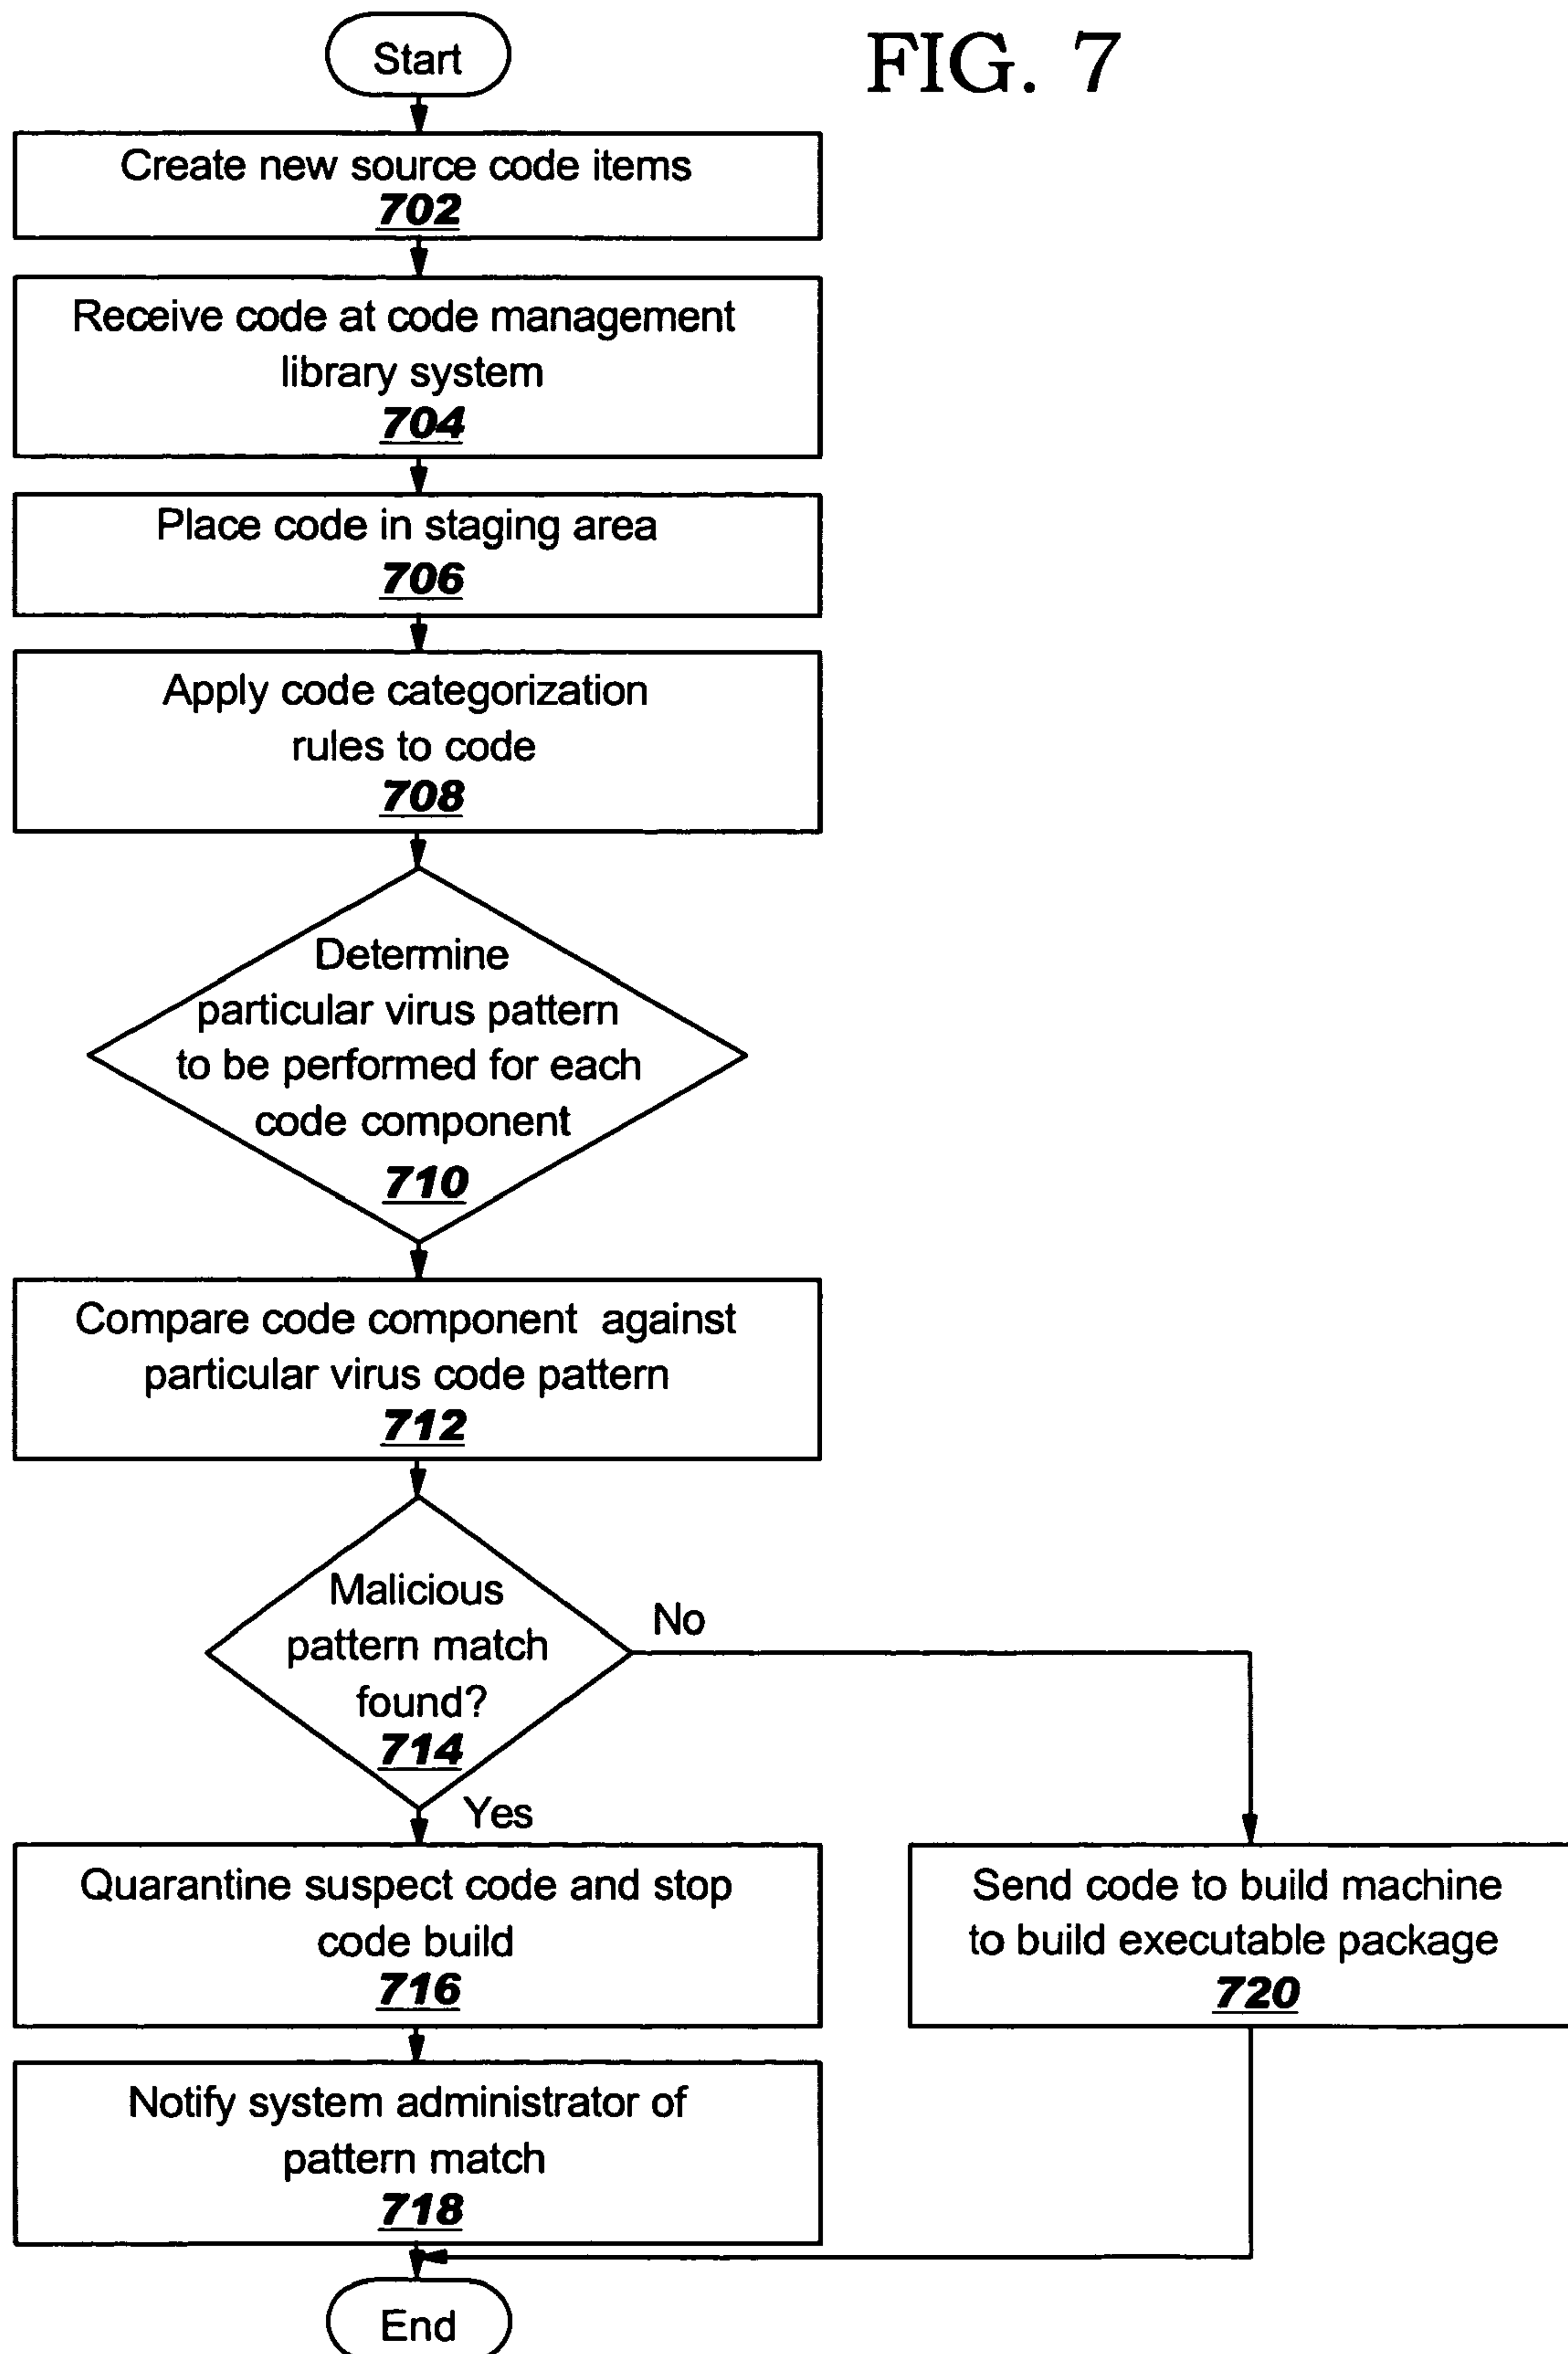 FIG. 7
Start
Create new source code items
702
Receive code at code management
library system
704
Place code in staging area
706
Apply code categorization
rules to code
708
Determine
particular virus pattern
to be performed for each
code component
710
Compare code component against
particular virus code pattern
712
Malicious
pattern match
found?
714
No
Yes
Quarantine suspect code and stop
code build
716
Send code to build machine
to build executable package
720
Notify system administrator of
pattern match
718
End